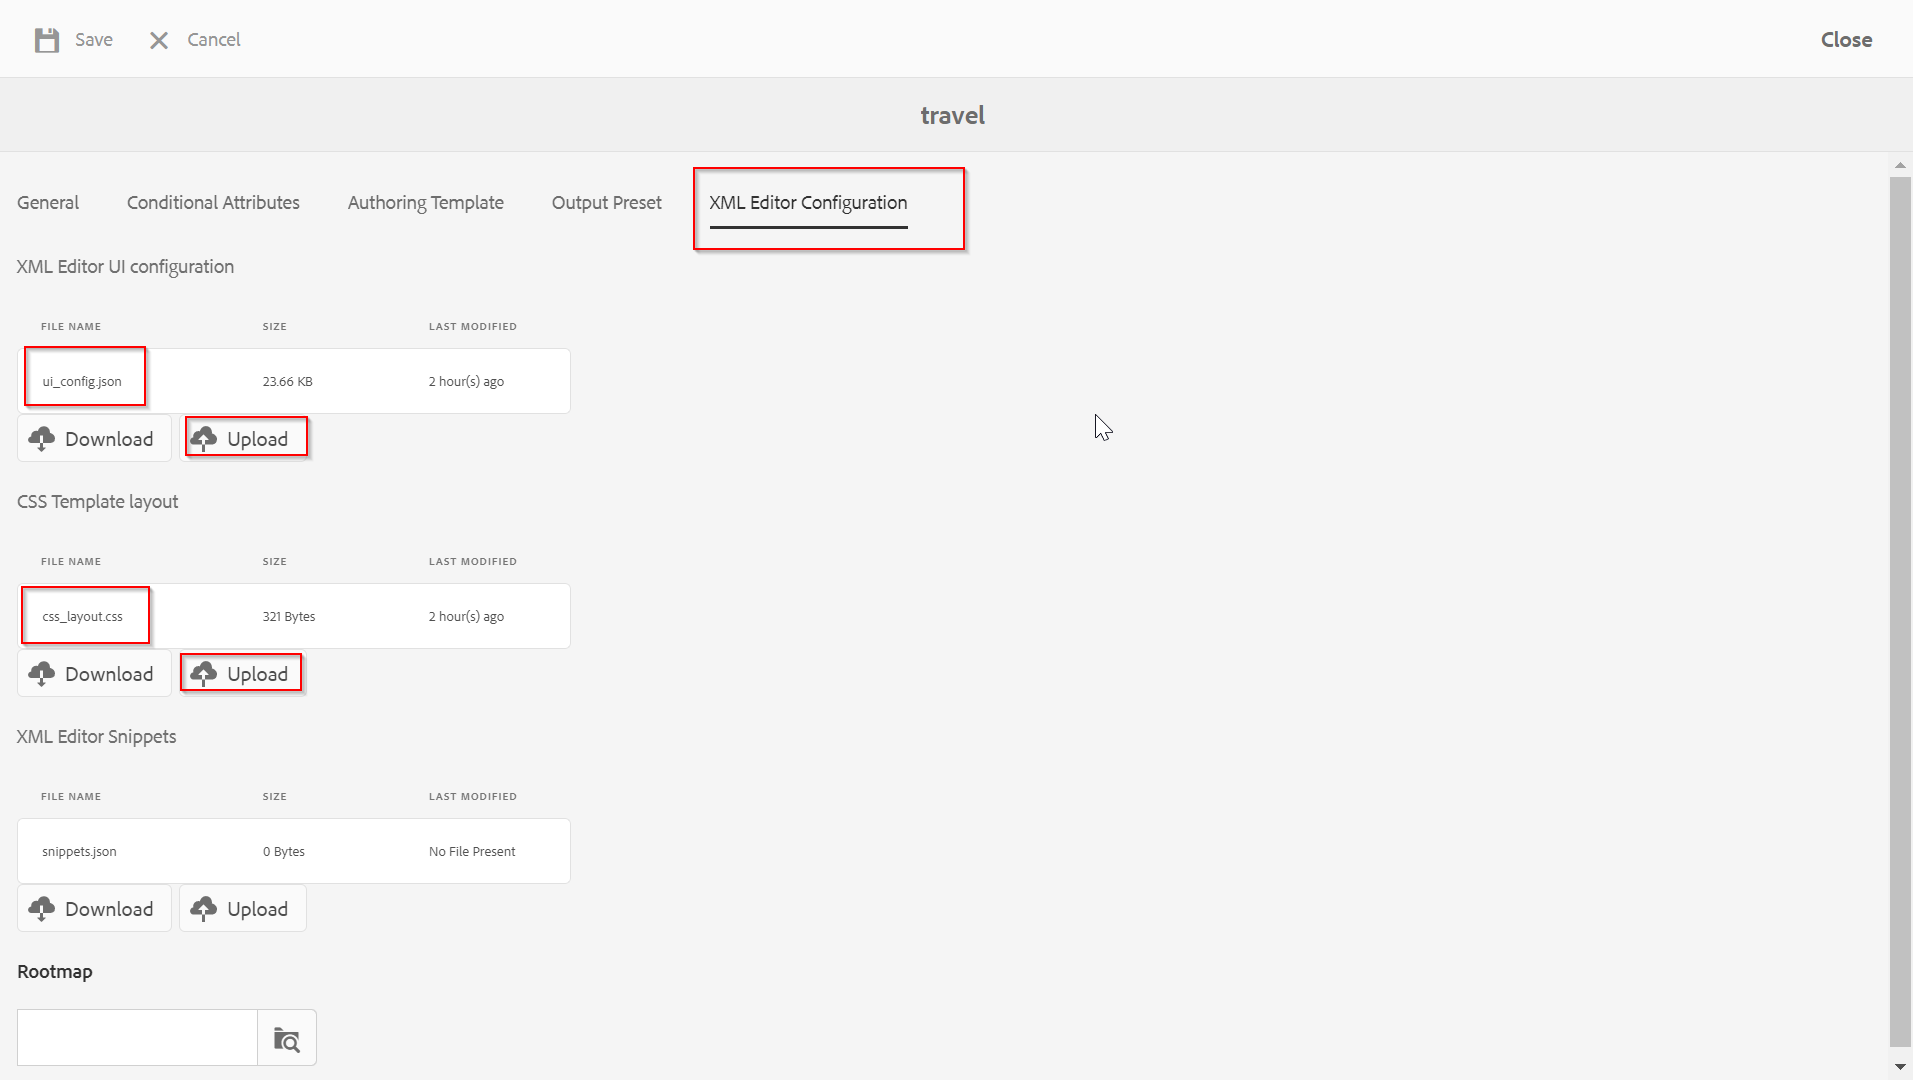 Save Cancel Close
travel
General Conditional Attributes Authoring Template Output Preset XML Editor Configuration
XML Editor UI configuration
FILE NAME SIZE LAST MODIFIED
ui_config.json 23.66 KB 2 hour(s) ago
Download Upload
CSS Template layout
FILE NAME SIZE LAST MODIFIED
css_layout.css 321 Bytes 2 hour(s) ago
Download Upload
XML Editor Snippets
FILE NAME SIZE LAST MODIFIED
snippets.json 0 Bytes No File Present
Download Upload
Rootmap